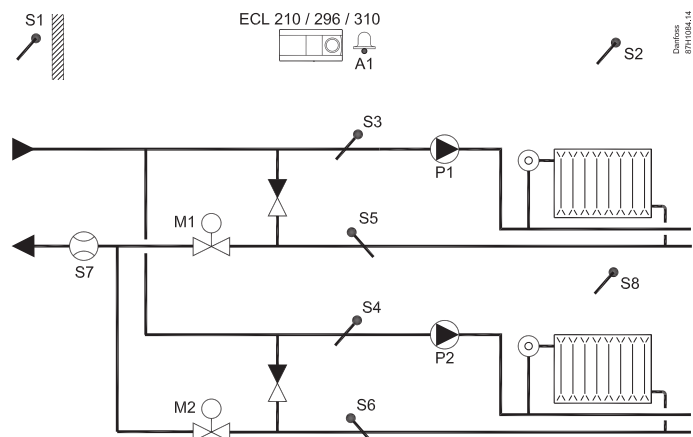 S1
ECL 210 / 296 / 310
A1
S2
Danfoss
87H1084.14
S3
P1
M1
S5
S7
S8
S4
P2
M2
S6